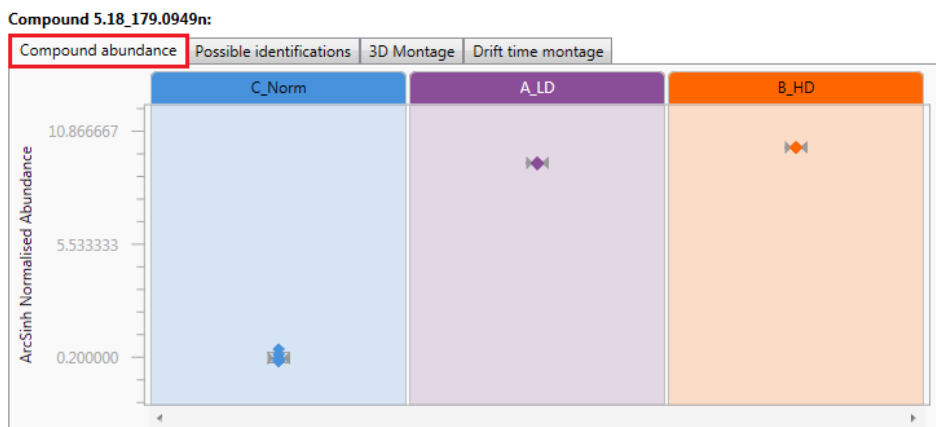 Compound 5.18_179.0949n:
Compound abundance Possible identifications 3D Montage Drift time montage
C_Norm A_LD B_HD
10.866667
5.533333
0.200000
ArcSinh Normalised Abundance